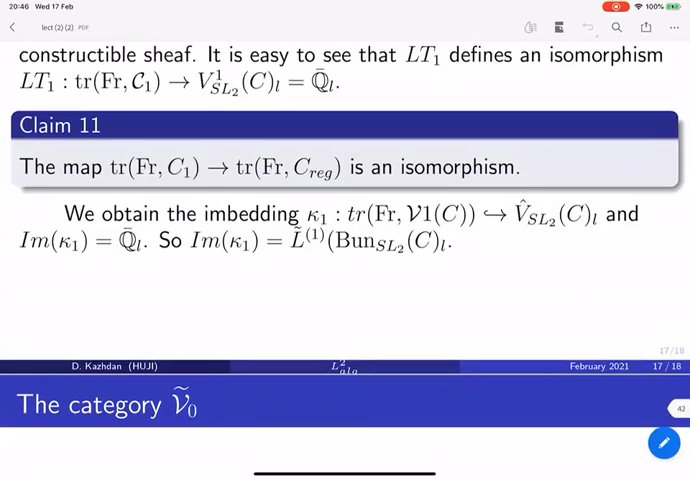 20:46 Wed 17 Feb
100%
lect (2) (2) PDF
constructible sheaf. It is easy to see that LT₁ defines an isomorphism
LT₁ : tr(Fr, 𝒞₁) → V¹_{SL₂}(C)_l = ℚ̄_l.
Claim 11
The map tr(Fr, C₁) → tr(Fr, C_{reg}) is an isomorphism.
We obtain the imbedding κ₁ : tr(Fr, 𝒱1(C)) ↪ V̂_{SL₂}(C)_l and
Im(κ₁) = ℚ̄_l. So Im(κ₁) = L̃^{(1)}(Bun_{SL₂}(C)_l.
17/18
D. Kazhdan (HUJI) L²_{alg} February 2021 17 / 18
The category 𝒱̃₀
42